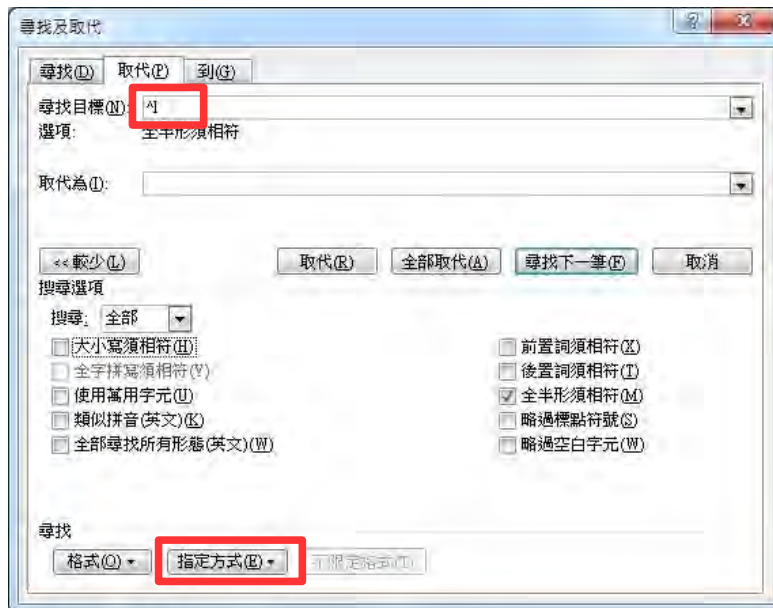 尋找及取代
尋找(D) 取代(P) 到(G)
尋找目標(N): ^l
選項: 全半形須相符
取代為(I):
<< 較少(L) 取代(R) 全部取代(A) 尋找下一筆(F) 取消
搜尋選項
搜尋: 全部
大小寫須相符(H) 前置詞須相符(X)
全字拼寫須相符(Y) 後置詞須相符(T)
使用萬用字元(U) 全半形須相符(M)
類似拼音(英文)(K) 略過標點符號(S)
全部尋找所有形態(英文)(W) 略過空白字元(W)
尋找
格式(O) 指定方式(E) 不限定格式(T)